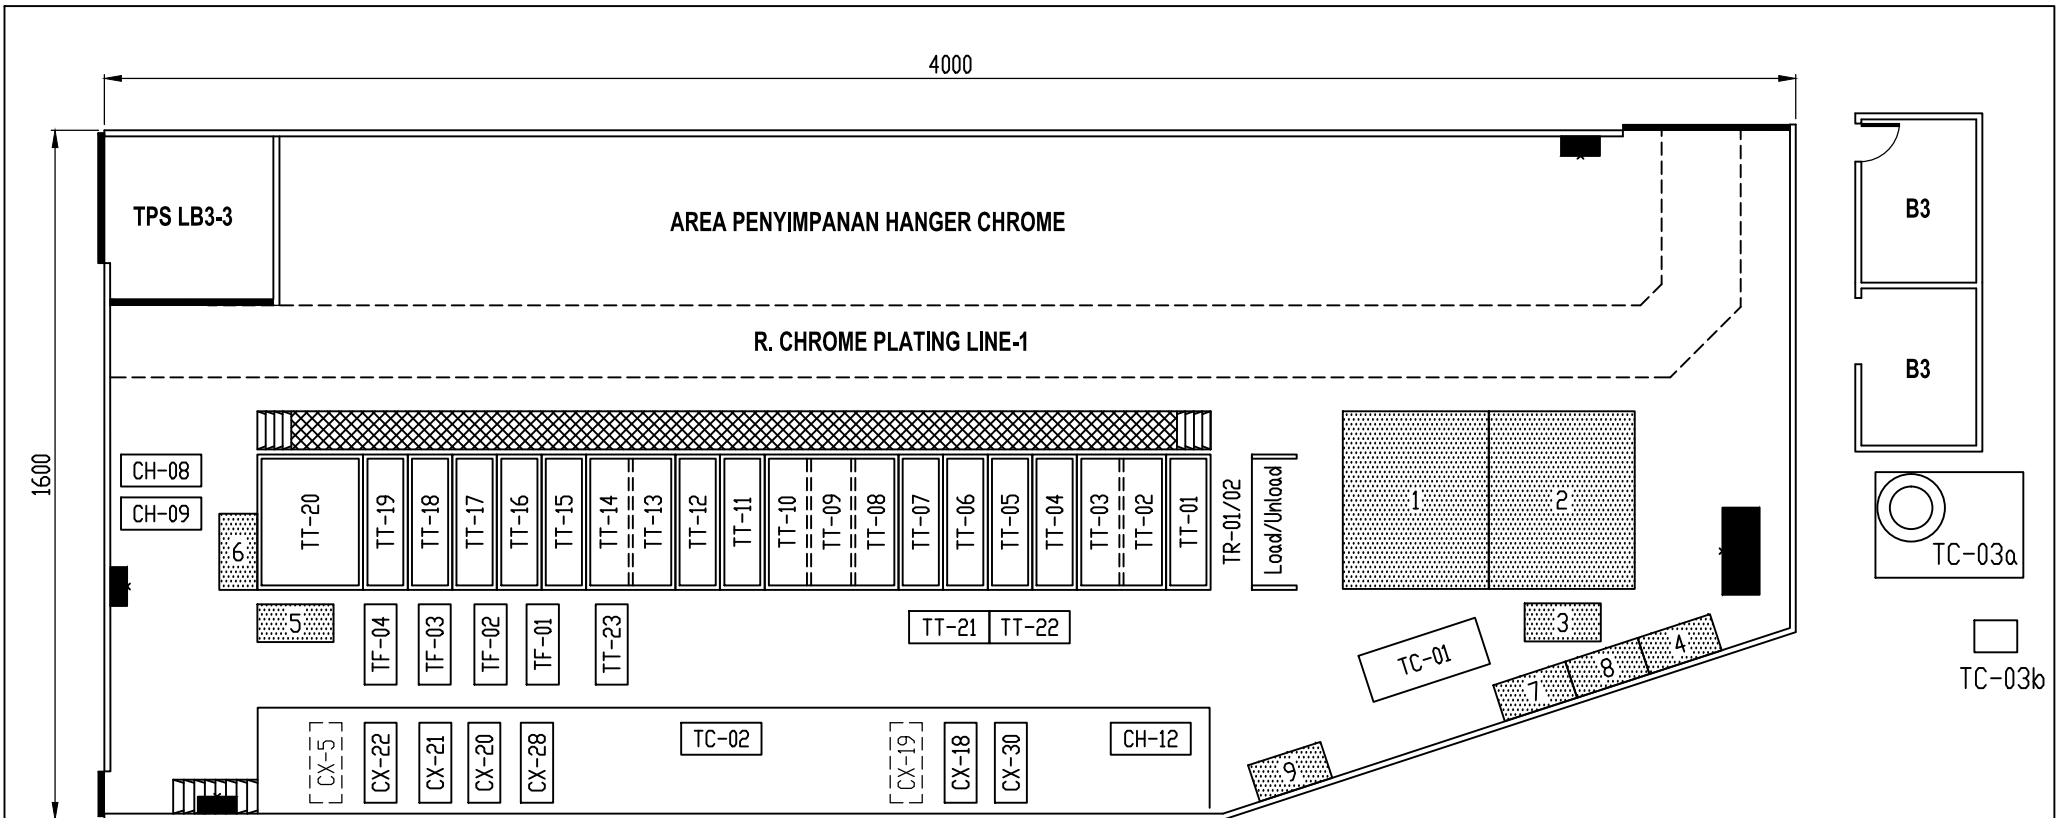 4000
1600
TPS LB3-3
AREA PENYIMPANAN HANGER CHROME
B3
R. CHROME PLATING LINE-1
B3
CH-08
CH-09
6
TT-20
TT-19
TT-18
TT-17
TT-16
TT-15
TT-14
TT-13
TT-12
TT-11
TT-10
TT-09
TT-08
TT-07
TT-06
TT-05
TT-04
TT-03
TT-02
TT-01
TR-01/02
Load/Unload
1
2
TC-03a
5
TF-04
TF-03
TF-02
TF-01
TT-23
TT-21
TT-22
3
TC-01
7
8
4
TC-03b
CX-5
CX-22
CX-21
CX-20
CX-28
TC-02
CX-19
CX-18
CX-30
CH-12
9